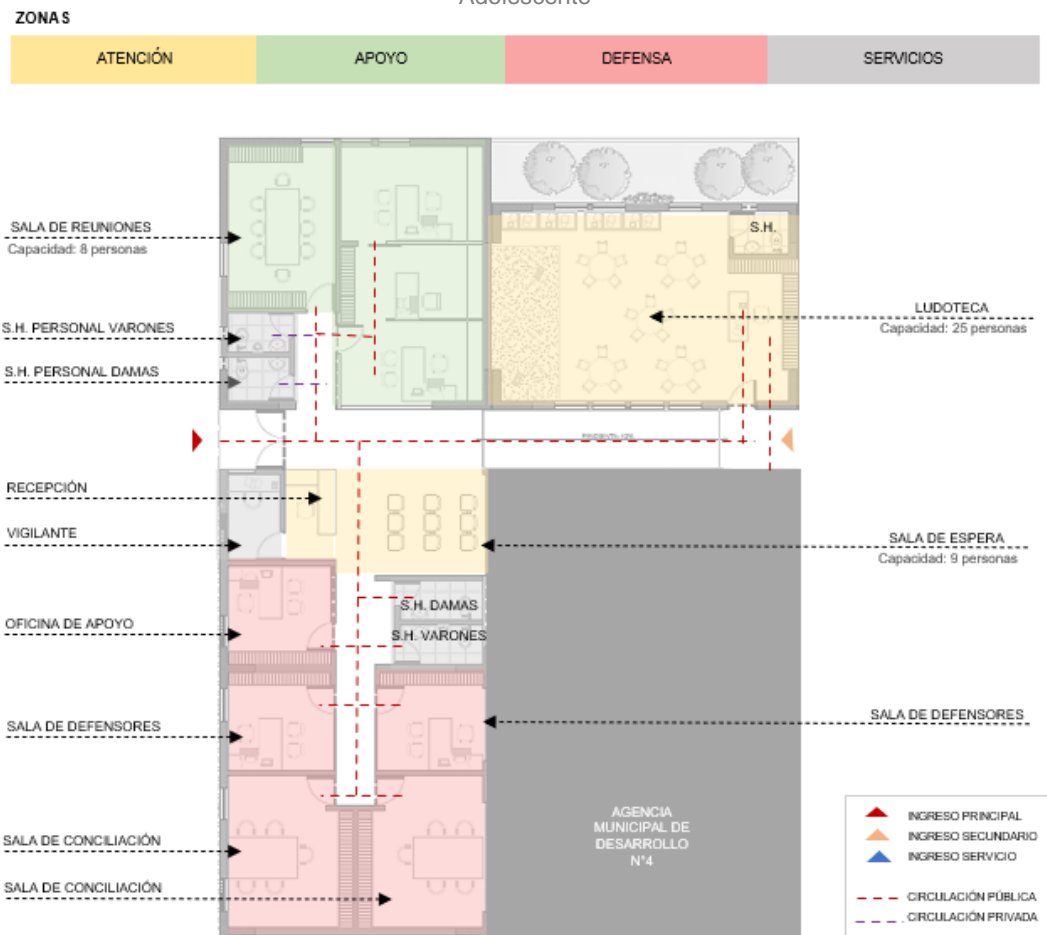 Adolescente
ZONAS
ATENCIÓN
APOYO
DEFENSA
SERVICIOS
SALA DE REUNIONES
Capacidad: 8 personas
S.H.
LUDOTECA
Capacidad: 25 personas
S.H. PERSONAL VARONES
S.H. PERSONAL DAMAS
RECEPCIÓN
VIGILANTE
SALA DE ESPERA
Capacidad: 9 personas
S.H. DAMAS
OFICINA DE APOYO
S.H. VARONES
SALA DE DEFENSORES
SALA DE DEFENSORES
AGENCIA
MUNICIPAL DE
DESARROLLO
N°4
SALA DE CONCILIACIÓN
SALA DE CONCILIACIÓN
INGRESO PRINCIPAL
INGRESO SECUNDARIO
INGRESO SERVICIO
CIRCULACIÓN PÚBLICA
CIRCULACIÓN PRIVADA